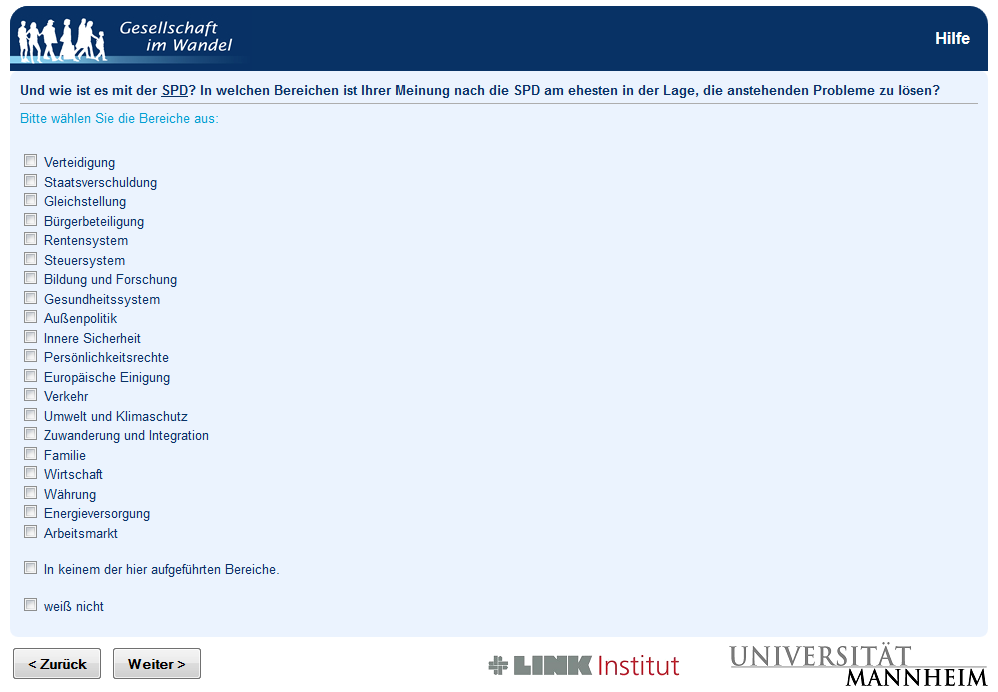 Gesellschaft
im Wandel
Hilfe
Und wie ist es mit der SPD? In welchen Bereichen ist Ihrer Meinung nach die SPD am ehesten in der Lage, die anstehenden Probleme zu lösen?
Bitte wählen Sie die Bereiche aus:
Verteidigung
Staatsverschuldung
Gleichstellung
Bürgerbeteiligung
Rentensystem
Steuersystem
Bildung und Forschung
Gesundheitssystem
Außenpolitik
Innere Sicherheit
Persönlichkeitsrechte
Europäische Einigung
Verkehr
Umwelt und Klimaschutz
Zuwanderung und Integration
Familie
Wirtschaft
Währung
Energieversorgung
Arbeitsmarkt
In keinem der hier aufgeführten Bereiche.
weiß nicht
< Zurück
Weiter >
LINK Institut
UNIVERSITÄT
MANNHEIM